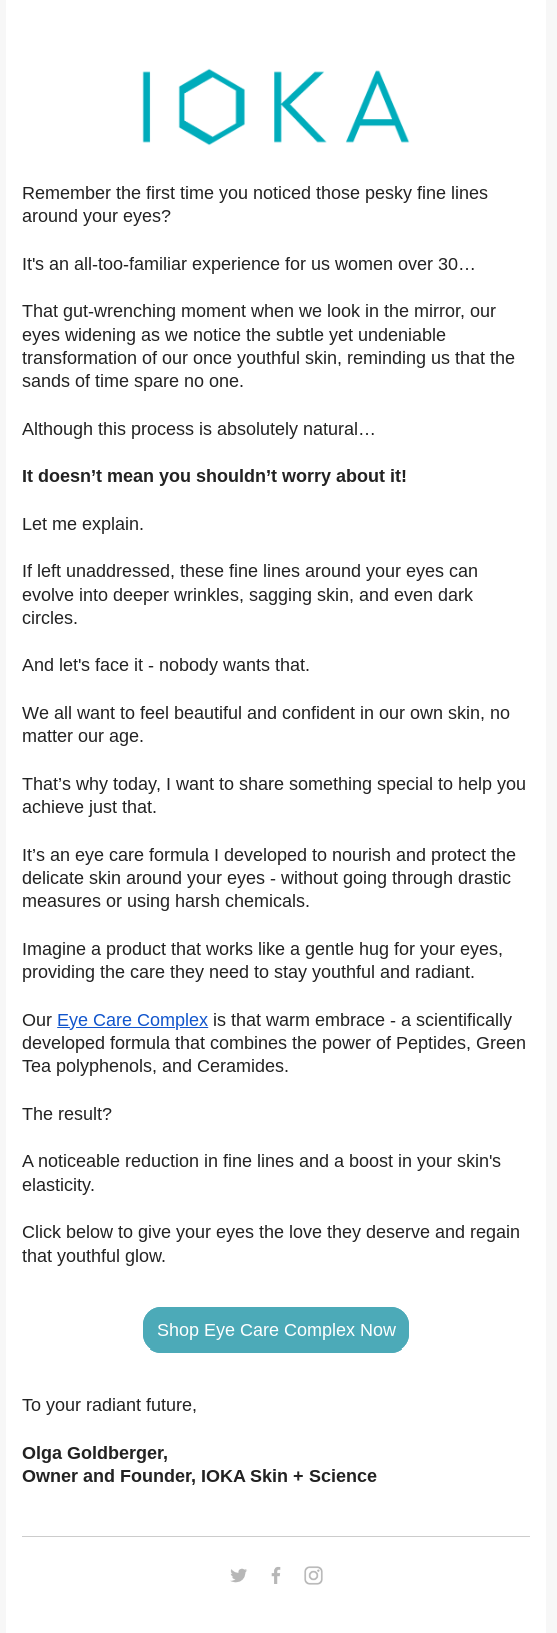 IOKA
Remember the first time you noticed those pesky fine lines
around your eyes?
It's an all-too-familiar experience for us women over 30…
That gut-wrenching moment when we look in the mirror, our
eyes widening as we notice the subtle yet undeniable
transformation of our once youthful skin, reminding us that the
sands of time spare no one.
Although this process is absolutely natural…
It doesn’t mean you shouldn’t worry about it!
Let me explain.
If left unaddressed, these fine lines around your eyes can
evolve into deeper wrinkles, sagging skin, and even dark
circles.
And let's face it - nobody wants that.
We all want to feel beautiful and confident in our own skin, no
matter our age.
That’s why today, I want to share something special to help you
achieve just that.
It’s an eye care formula I developed to nourish and protect the
delicate skin around your eyes - without going through drastic
measures or using harsh chemicals.
Imagine a product that works like a gentle hug for your eyes,
providing the care they need to stay youthful and radiant.
Our Eye Care Complex is that warm embrace - a scientifically
developed formula that combines the power of Peptides, Green
Tea polyphenols, and Ceramides.
The result?
A noticeable reduction in fine lines and a boost in your skin's
elasticity.
Click below to give your eyes the love they deserve and regain
that youthful glow.
Shop Eye Care Complex Now
To your radiant future,
Olga Goldberger,
Owner and Founder, IOKA Skin + Science